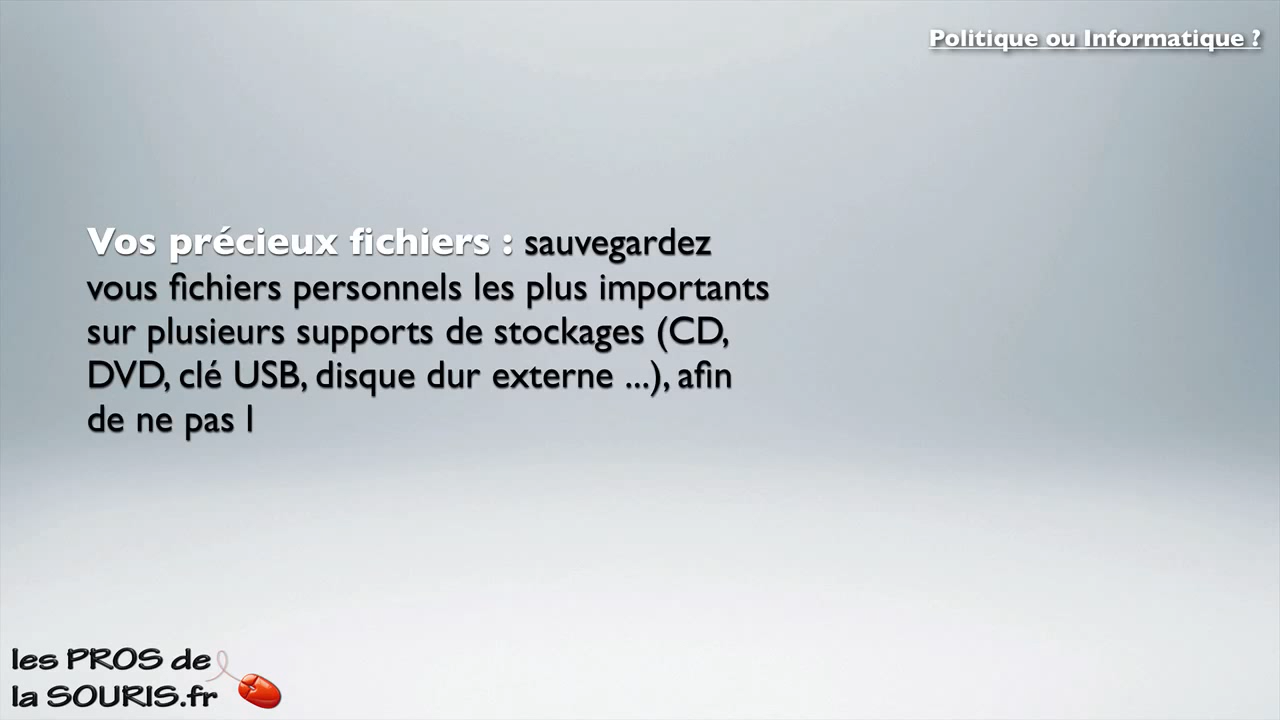 Politique ou Informatique ?
Vos précieux fichiers : sauvegardez
vous fichiers personnels les plus importants
sur plusieurs supports de stockages (CD,
DVD, clé USB, disque dur externe ...), afin
de ne pas l
les PROS de
la SOURIS.fr